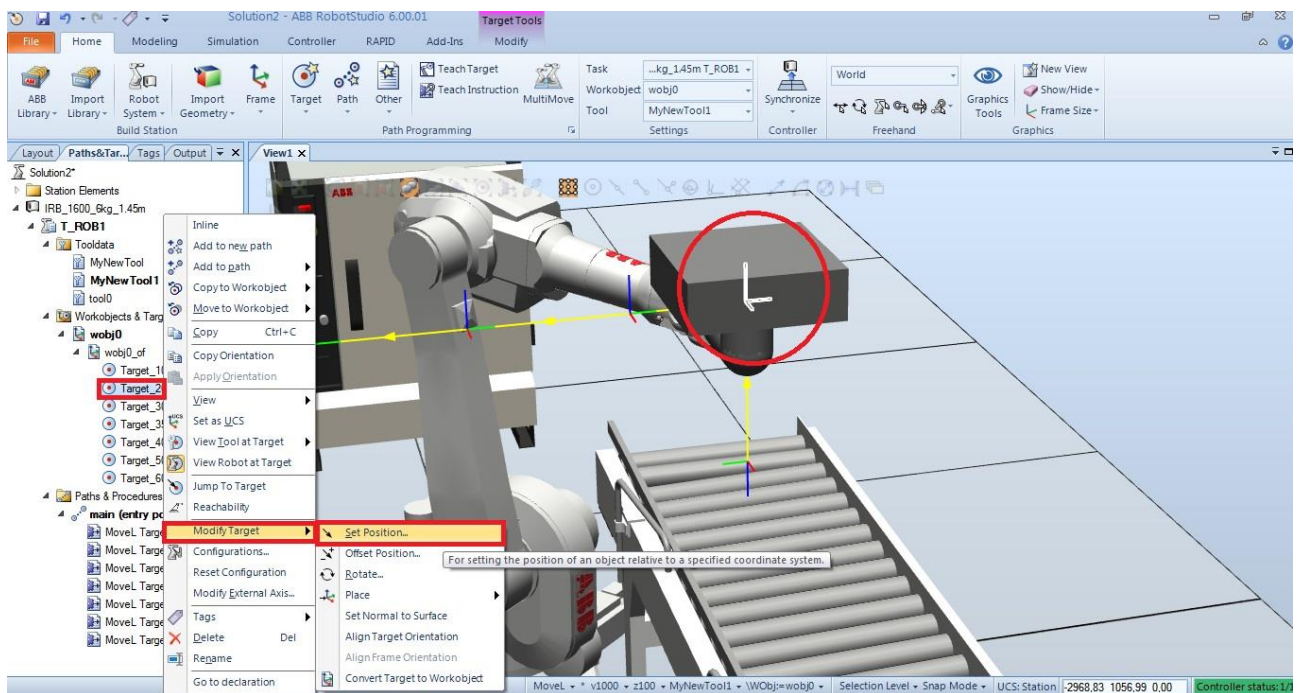 Solution2 - ABB RobotStudio 6.00.01
Target Tools
File Home Modeling Simulation Controller RAPID Add-Ins Modify
ABB Library
Import Library
Robot System
Import Geometry
Frame
Target
Path
Other
Teach Target
Teach Instruction
MultiMove
Task ...kg_1.45m T_ROB1
Workobject wobj0
Tool MyNewTool1
Synchronize
World
Graphics Tools
New View
Show/Hide
Frame Size
Build Station Path Programming Settings Controller Freehand Graphics
Layout Paths&Tar... Tags Output
View1
Solution2*
Station Elements
IRB_1600_6kg_1.45m
T_ROB1
Tooldata
MyNewTool
MyNewTool1
tool0
Workobjects & Targ
wobj0
wobj0_of
Target_10
Target_2
Target_30
Target_35
Target_40
Target_50
Target_60
Paths & Procedures
main (entry po
MoveL Targe
MoveL Targe
MoveL Targe
MoveL Targe
MoveL Targe
MoveL Targe
MoveL Targe
Inline
Add to new path
Add to path
Copy to Workobject
Move to Workobject
Copy Ctrl+C
Copy Orientation
Apply Orientation
View
Set as UCS
View Tool at Target
View Robot at Target
Jump To Target
Reachability
Modify Target
Configurations...
Reset Configuration
Modify External Axis...
Tags
Delete Del
Rename
Go to declaration
Set Position...
Offset Position...
Rotate...
Place
Set Normal to Surface
Align Target Orientation
Align Frame Orientation
Convert Target to Workobject
For setting the position of an object relative to a specified coordinate system.
ABB
ABB
MoveL * v1000 z100 MyNewTool1 \WObj:=wobj0 Selection Level Snap Mode UCS: Station -2968,83 1056,99 0,00 Controller status: 1/1